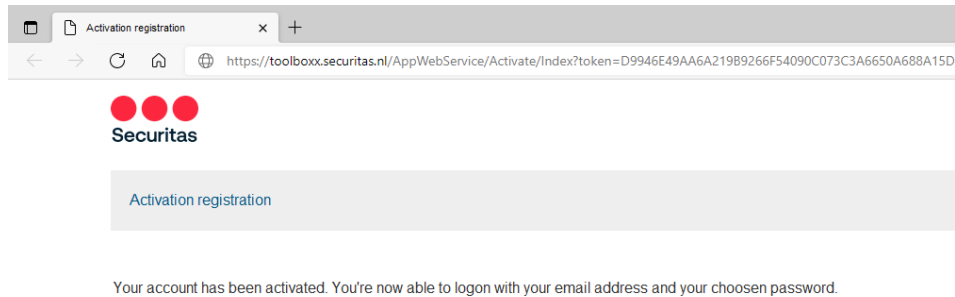 Activation registration
https://toolboxx.securitas.nl/AppWebService/Activate/Index?token=D9946E49AA6A219B9266F54090C073C3A6650A688A15D
Securitas
Activation registration
Your account has been activated. You're now able to logon with your email address and your choosen password.